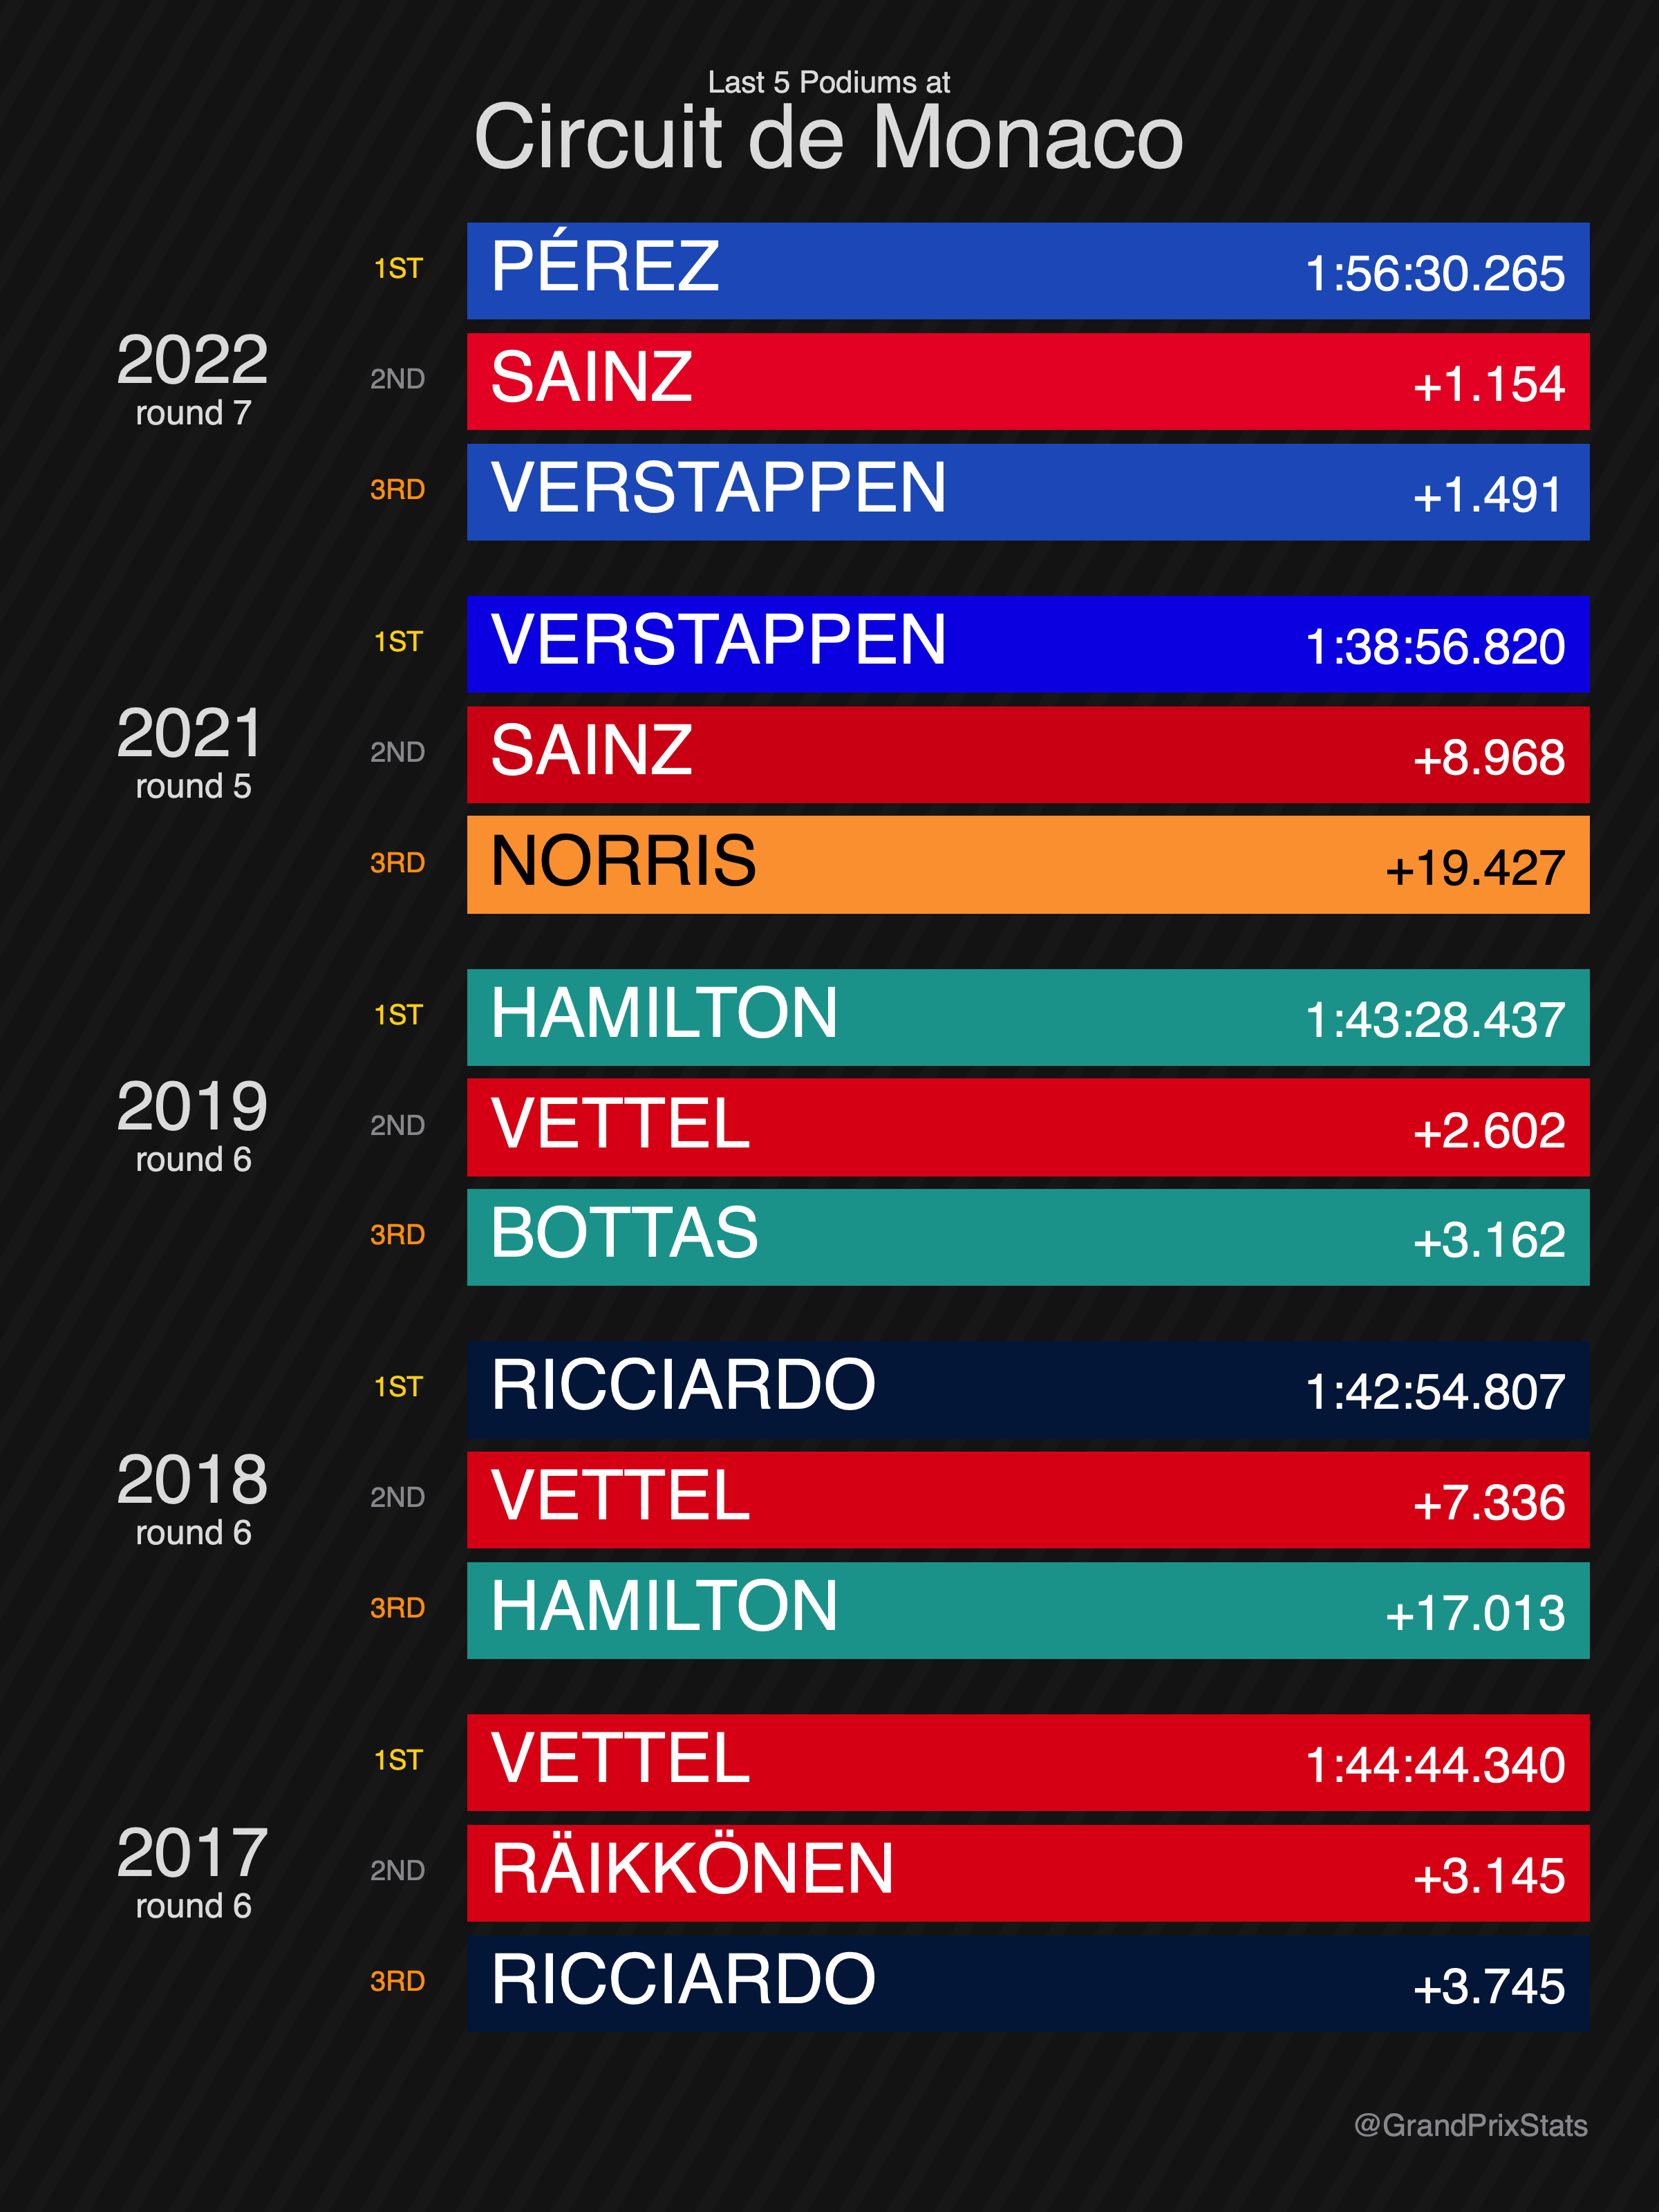 Last 5 Podiums at
Circuit de Monaco
2022
round 7
1ST PÉREZ 1:56:30.265
2ND SAINZ +1.154
3RD VERSTAPPEN +1.491
2021
round 5
1ST VERSTAPPEN 1:38:56.820
2ND SAINZ +8.968
3RD NORRIS +19.427
2019
round 6
1ST HAMILTON 1:43:28.437
2ND VETTEL +2.602
3RD BOTTAS +3.162
2018
round 6
1ST RICCIARDO 1:42:54.807
2ND VETTEL +7.336
3RD HAMILTON +17.013
2017
round 6
1ST VETTEL 1:44:44.340
2ND RÄIKKÖNEN +3.145
3RD RICCIARDO +3.745
@GrandPrixStats